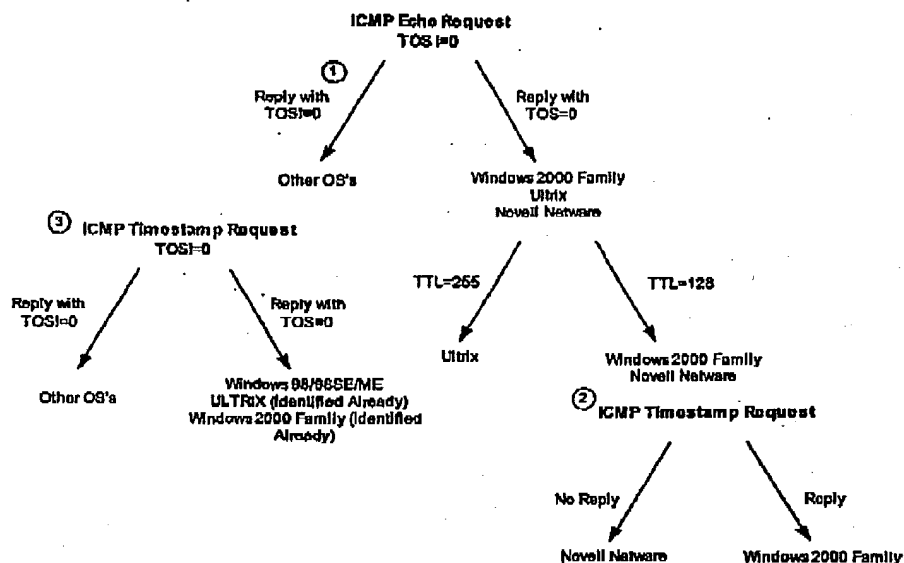 ICMP Echo Request
TOS!=0
1
Reply with
TOS!=0
Reply with
TOS=0
Other OS's
Windows 2000 Family
Ultrix
Novell Netware
3 ICMP Timestamp Request
TOS!=0
TTL=255
TTL=128
Reply with
TOS!=0
Reply with
TOS=0
Ultrix
Windows 2000 Family
Novell Netware
Other OS's
Windows 98/98SE/ME
ULTRIX (Identified Already)
Windows 2000 Family (Identified
Already)
2 ICMP Timestamp Request
No Reply
Reply
Novell Netware
Windows 2000 Family